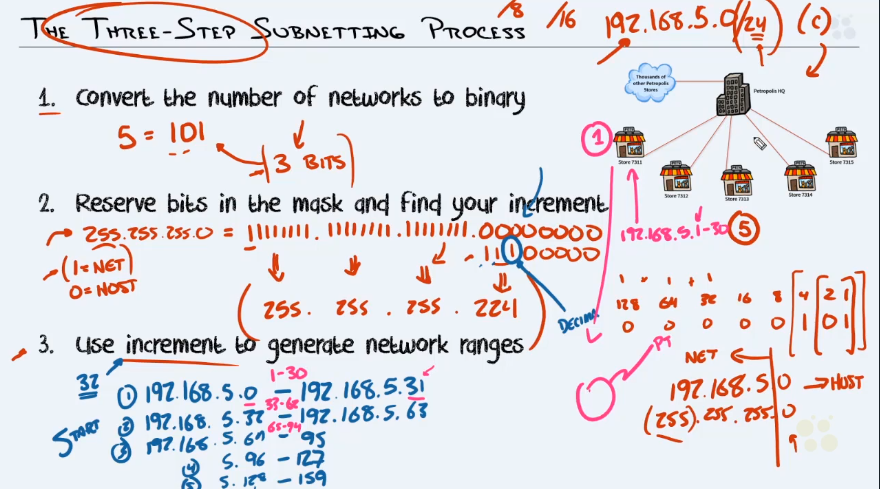 THE THREE-STEP SUBNETTING PROCESS
/8 /16 192.168.5.0/24 (C)
1. Convert the number of networks to binary
5 = 101
3 BITS
2. Reserve bits in the mask and find your increment
255.255.255.0 = 11111111.11111111.11111111.00000000
11100000
(1=NET)
0=HOST
255. 255. 255. 224
3. Use increment to generate network ranges
32
START
1 192.168.5.0 - 192.168.5.31
1-30
2 192.168.5.32 - 192.168.5.63
33-62
3 192.168.5.64 - 95
65-94
4 5.96 - 127
5 5.128 - 159
Thousands of
other Petropolis
Stores
Petropolis HQ
1
Store 7311
Store 7312
Store 7313
Store 7314
Store 7315
192.168.5.1-30
5
1 + 1 + 1
128 64 32 16 8 4 2 1
0 0 0 0 0 1 0 1
PT
NET
192.168.5 0 HOST
(255).255.255.0